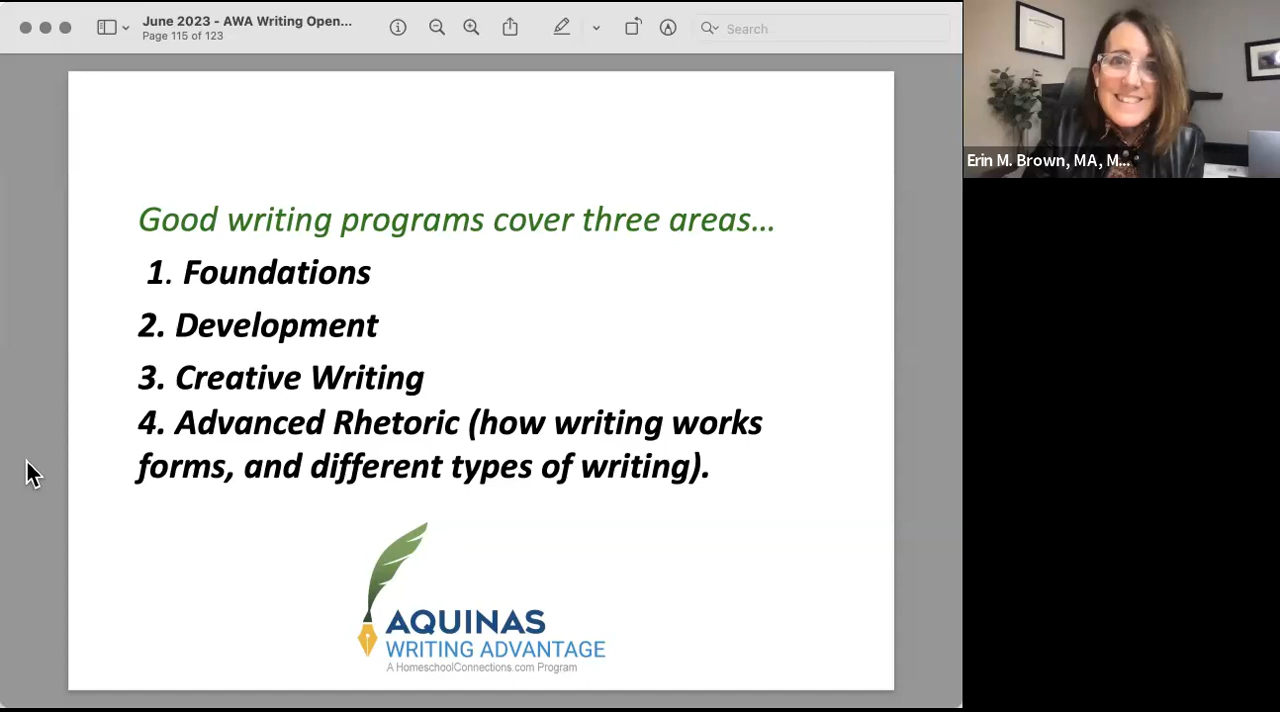 June 2023 - AWA Writing Open...
Page 115 of 123
Search
Erin M. Brown, MA, M...
Good writing programs cover three areas...
1. Foundations
2. Development
3. Creative Writing
4. Advanced Rhetoric (how writing works
forms, and different types of writing).
AQUINAS
WRITING ADVANTAGE
A HomeschoolConnections.com Program